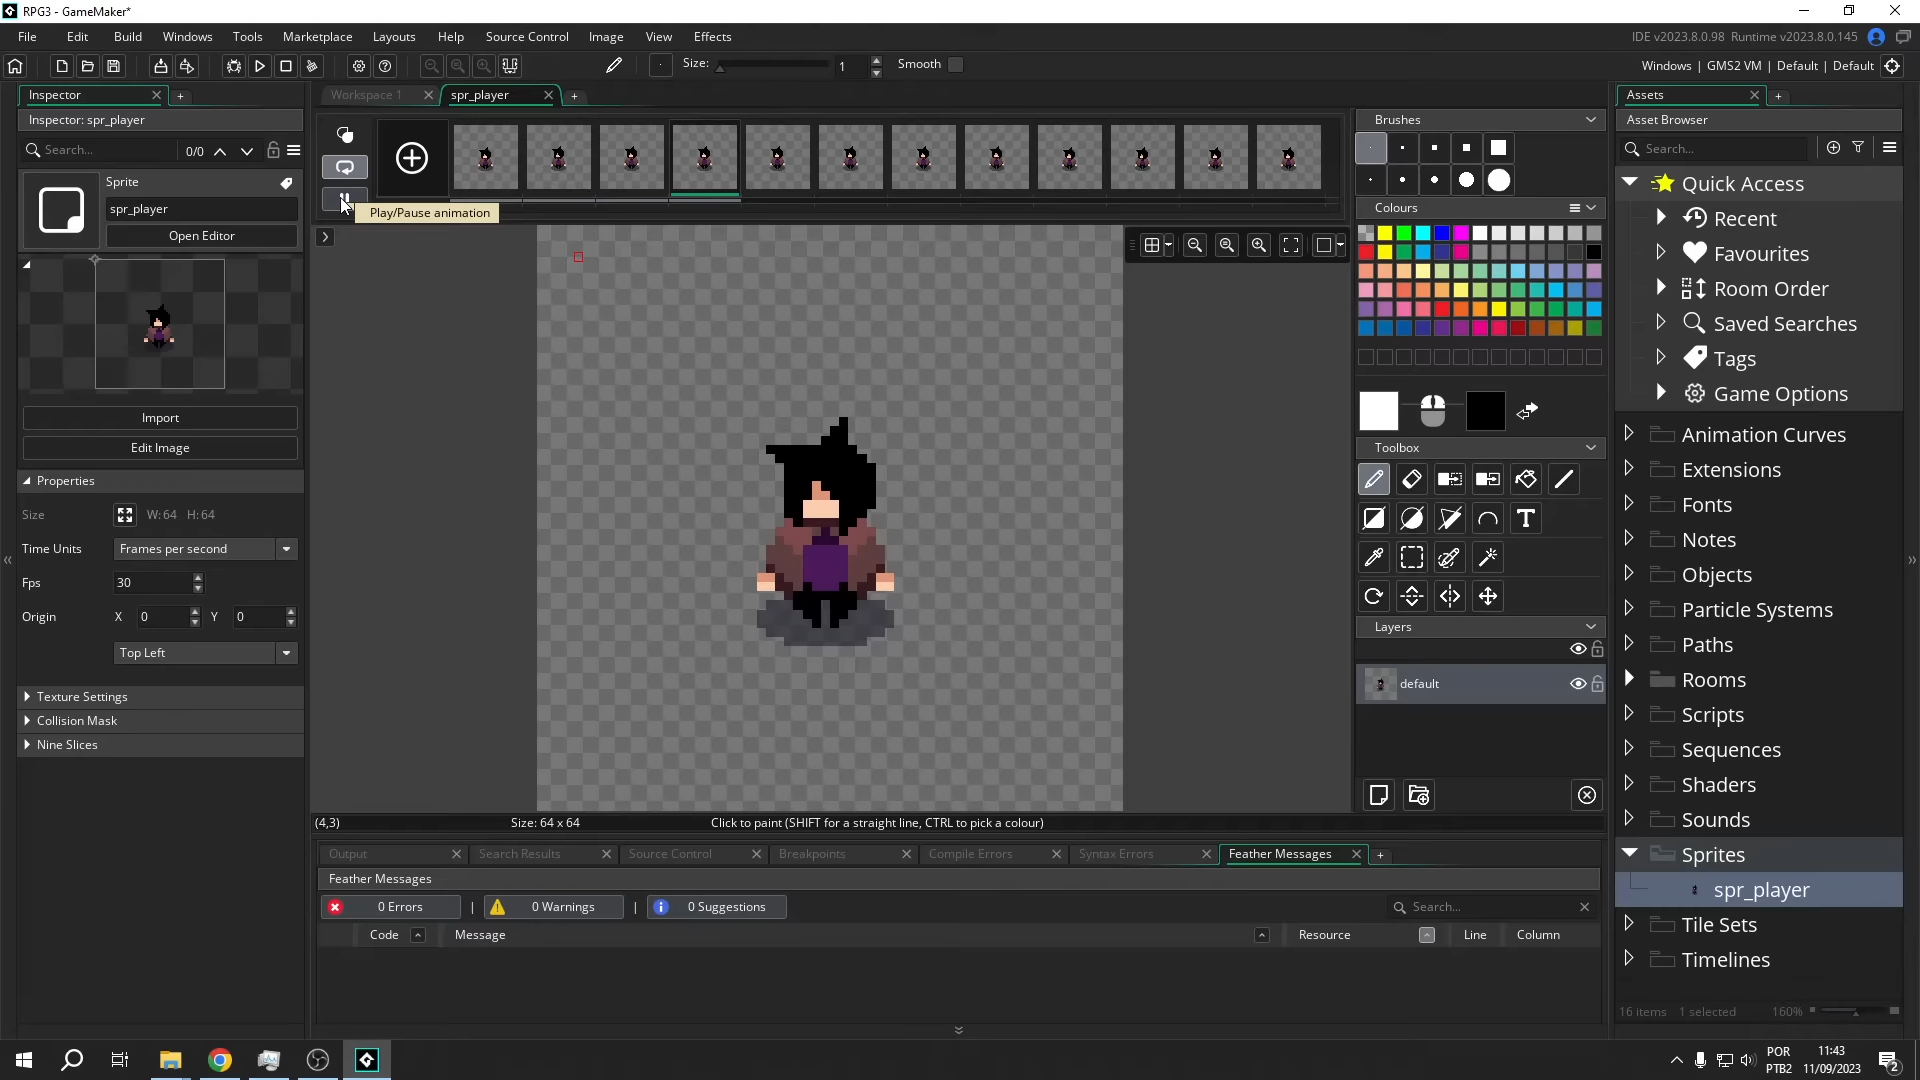 RPG3 - GameMaker*
File Edit Build Windows Tools Marketplace Layouts Help Source Control Image View Effects
IDE v2023.8.0.98 Runtime v2023.8.0.145
Size: 1 Smooth
Windows | GMS2 VM | Default | Default
Inspector
Workspace 1
spr_player
Assets
Inspector: spr_player
Brushes
Asset Browser
Search... 0/0
Search...
Sprite
spr_player
Open Editor
Play/Pause animation
Colours
Quick Access
Recent
Favourites
Room Order
Saved Searches
Tags
Game Options
Import
Edit Image
Toolbox
Animation Curves
Extensions
Fonts
Notes
Objects
Particle Systems
Paths
Rooms
Scripts
Sequences
Shaders
Sounds
Sprites
spr_player
Tile Sets
Timelines
Properties
Size W:64 H:64
Time Units Frames per second
Fps 30
Origin X 0 Y 0
Top Left
Texture Settings
Collision Mask
Nine Slices
T
Layers
default
(4,3) Size: 64 x 64 Click to paint (SHIFT for a straight line, CTRL to pick a colour)
Output Search Results Source Control Breakpoints Compile Errors Syntax Errors Feather Messages
Feather Messages
0 Errors | 0 Warnings | 0 Suggestions
Search...
Code Message Resource Line Column
16 items 1 selected 160%
POR
PTB2
11:43
11/09/2023
2